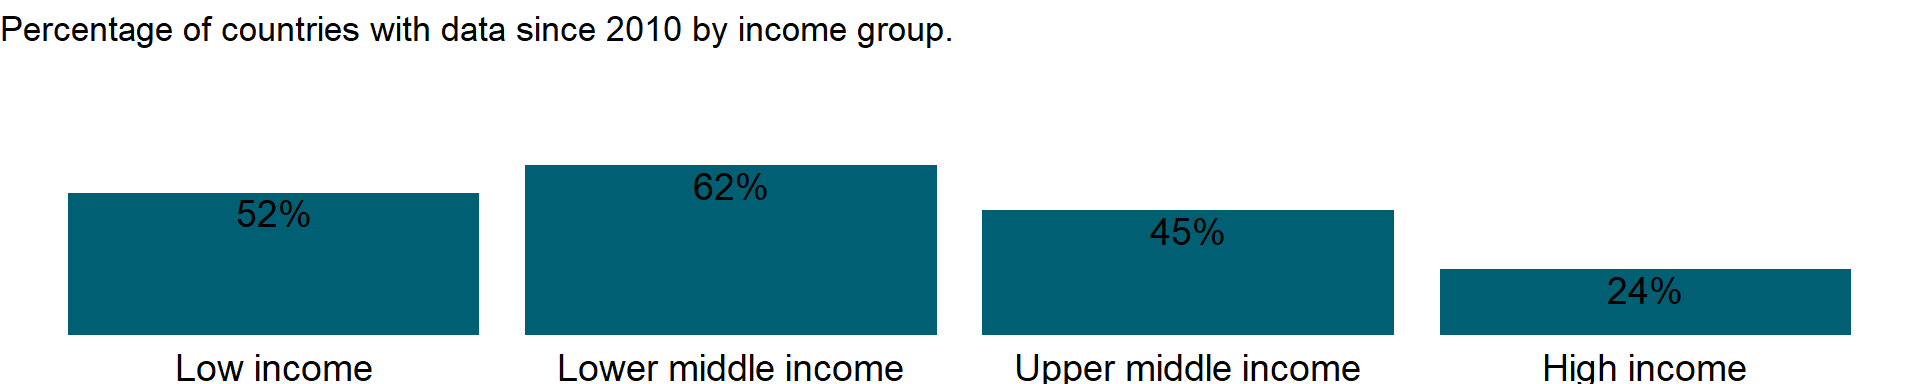 Percentage of countries with data since 2010 by income group.
52%
62%
45%
24%
Low income
Lower middle income
Upper middle income
High income